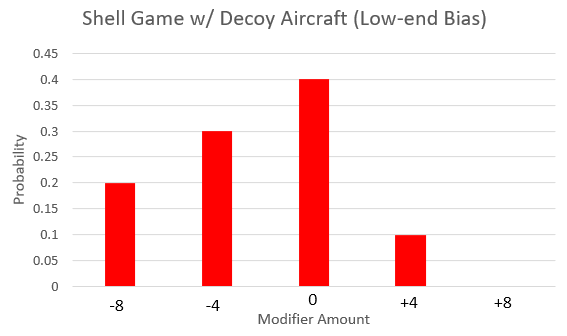 Shell Game w/ Decoy Aircraft (Low-end Bias)
0.45
0.4
0.35
0.3
0.25
0.2
0.15
0.1
0.05
0
Probability
-8 -4 0 +4 +8
Modifier Amount